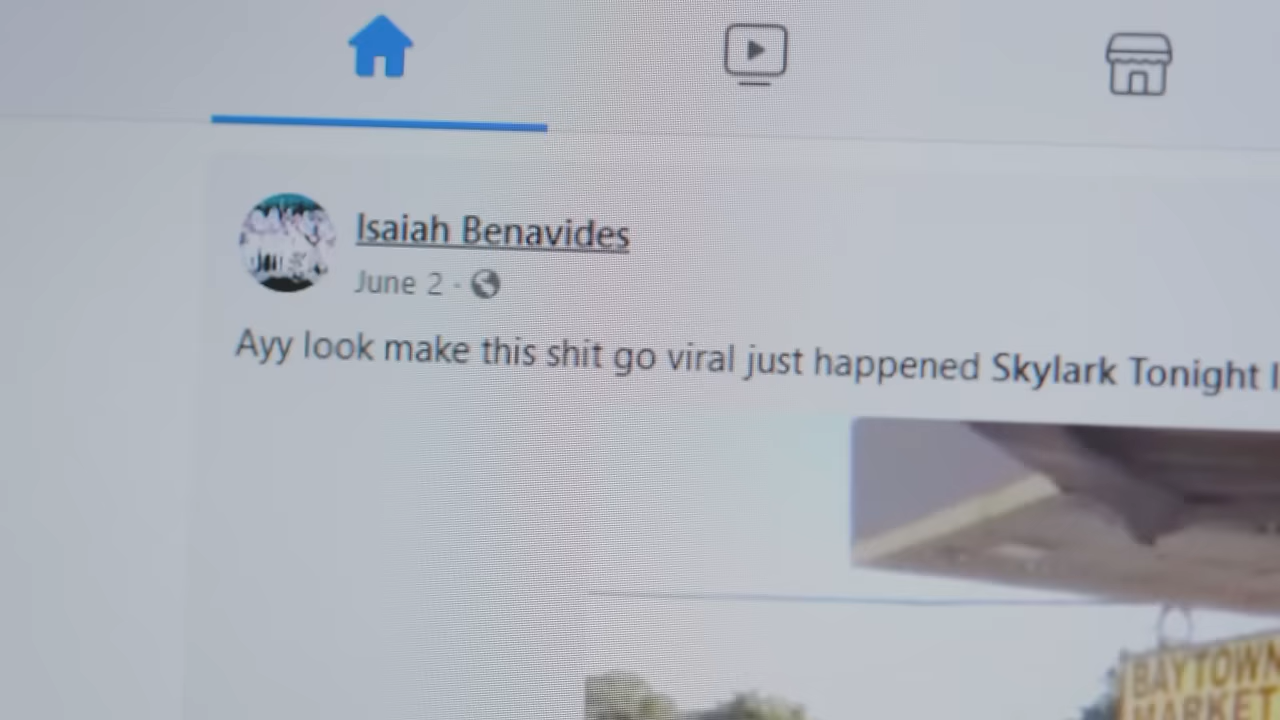 Isaiah Benavides
June 2 ·
Ayy look make this shit go viral just happened Skylark Tonight I
BAYTOWN
MARKET